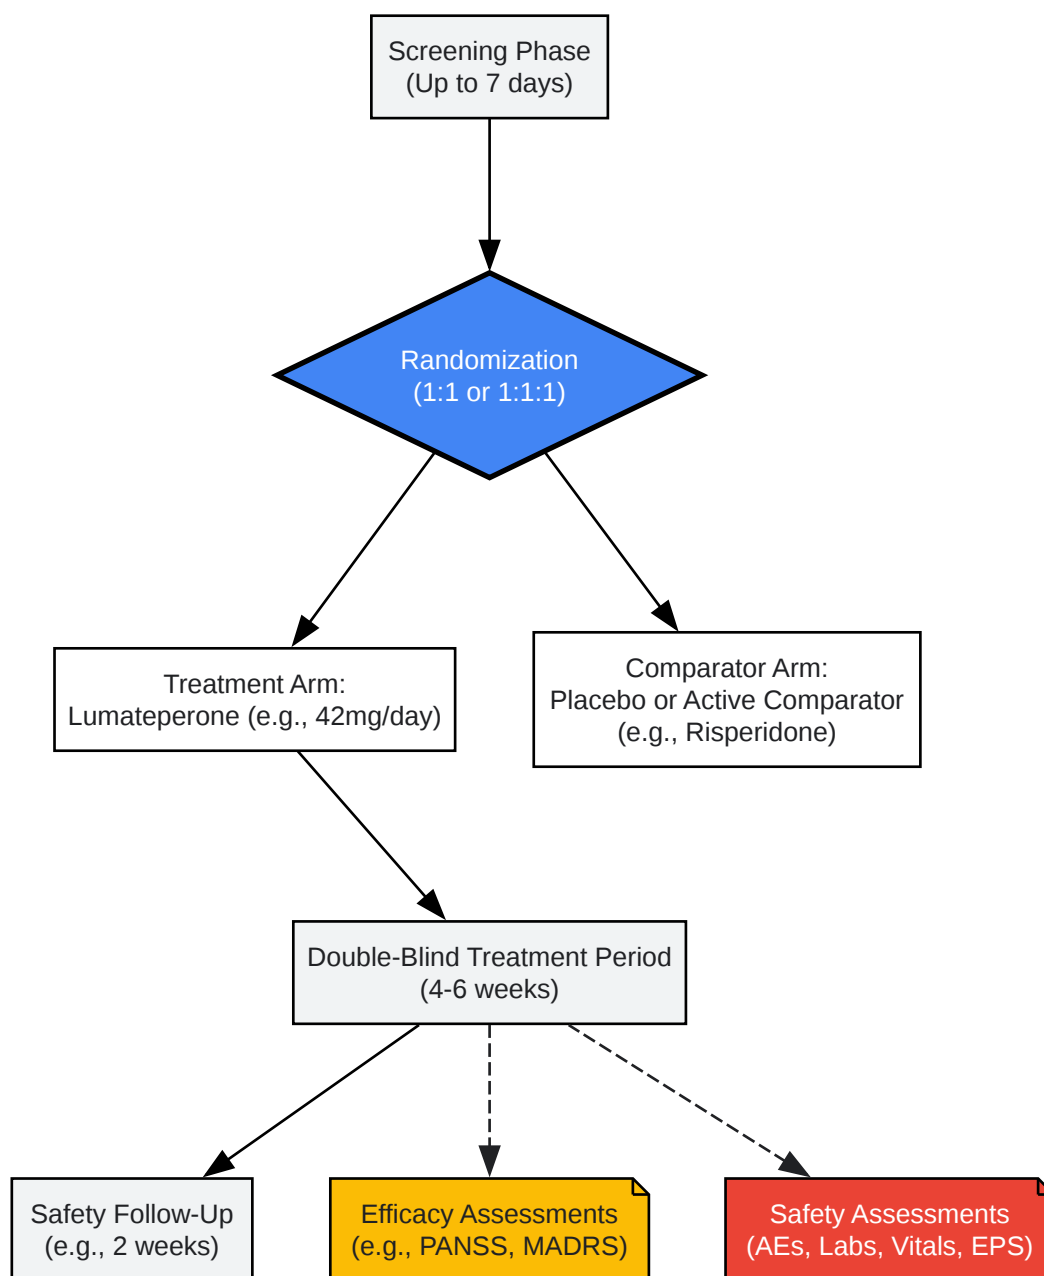 Screening Phase
(Up to 7 days)
Randomization
(1:1 or 1:1:1)
Treatment Arm:
Lumateperone (e.g., 42mg/day)
Comparator Arm:
Placebo or Active Comparator
(e.g., Risperidone)
Double-Blind Treatment Period
(4-6 weeks)
Safety Follow-Up
(e.g., 2 weeks)
Efficacy Assessments
(e.g., PANSS, MADRS)
Safety Assessments
(AEs, Labs, Vitals, EPS)